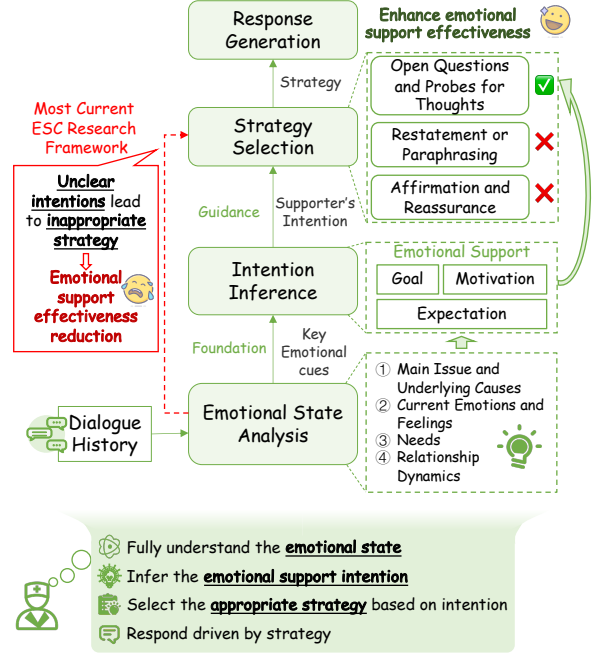 Response
Generation
Enhance emotional
support effectiveness
Strategy
Open Questions
and Probes for
Thoughts
Most Current
ESC Research
Framework
Strategy
Selection
Restatement or
Paraphrasing
Affirmation and
Reassurance
Unclear
intentions lead
to inappropriate
strategy
Emotional
support
effectiveness
reduction
Guidance
Supporter's
Intention
Intention
Inference
Emotional Support
Goal
Motivation
Expectation
Foundation
Key
Emotional
cues
Dialogue
History
Emotional State
Analysis
① Main Issue and
Underlying Causes
② Current Emotions and
Feelings
③ Needs
④ Relationship
Dynamics
Fully understand the emotional state
Infer the emotional support intention
Select the appropriate strategy based on intention
Respond driven by strategy